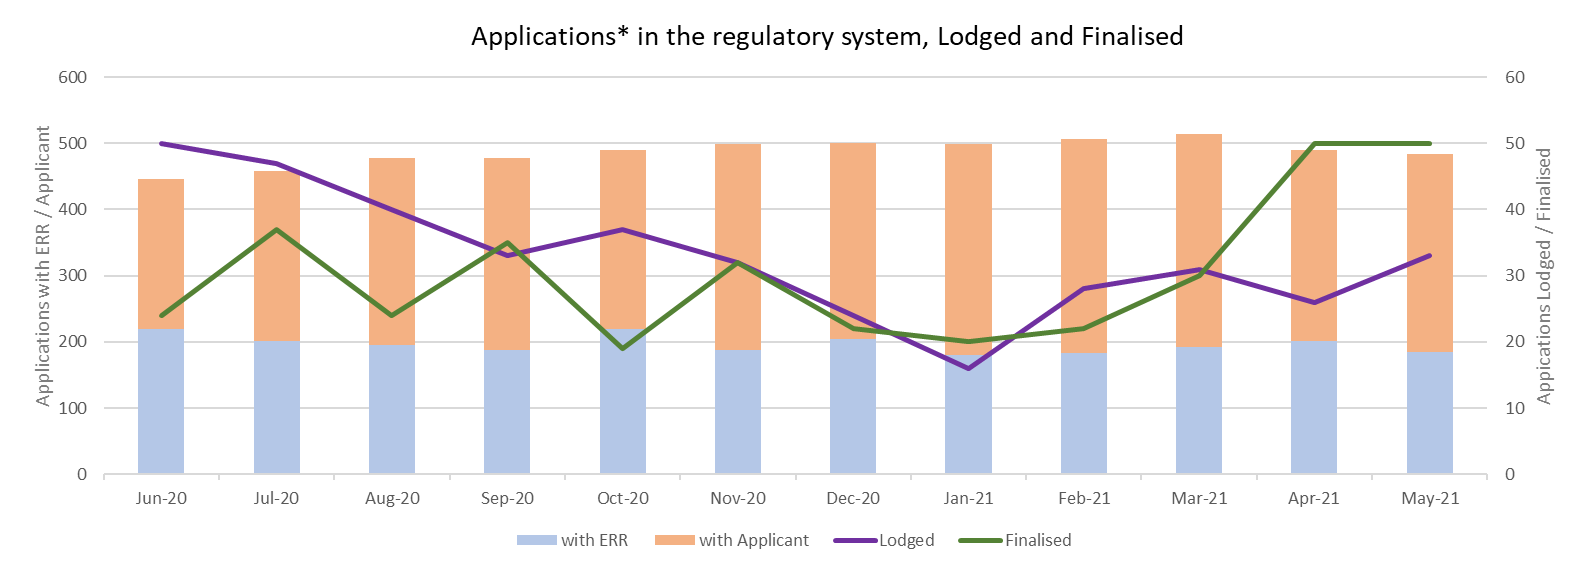 Applications* in the regulatory system, Lodged and Finalised
Applications with ERR / Applicant
600
500
400
300
200
100
0
60
50
40
30
20
10
0
Appications Lodged / Finalised
Jun-20 Jul-20 Aug-20 Sep-20 Oct-20 Nov-20 Dec-20 Jan-21 Feb-21 Mar-21 Apr-21 May-21
with ERR with Applicant Lodged Finalised